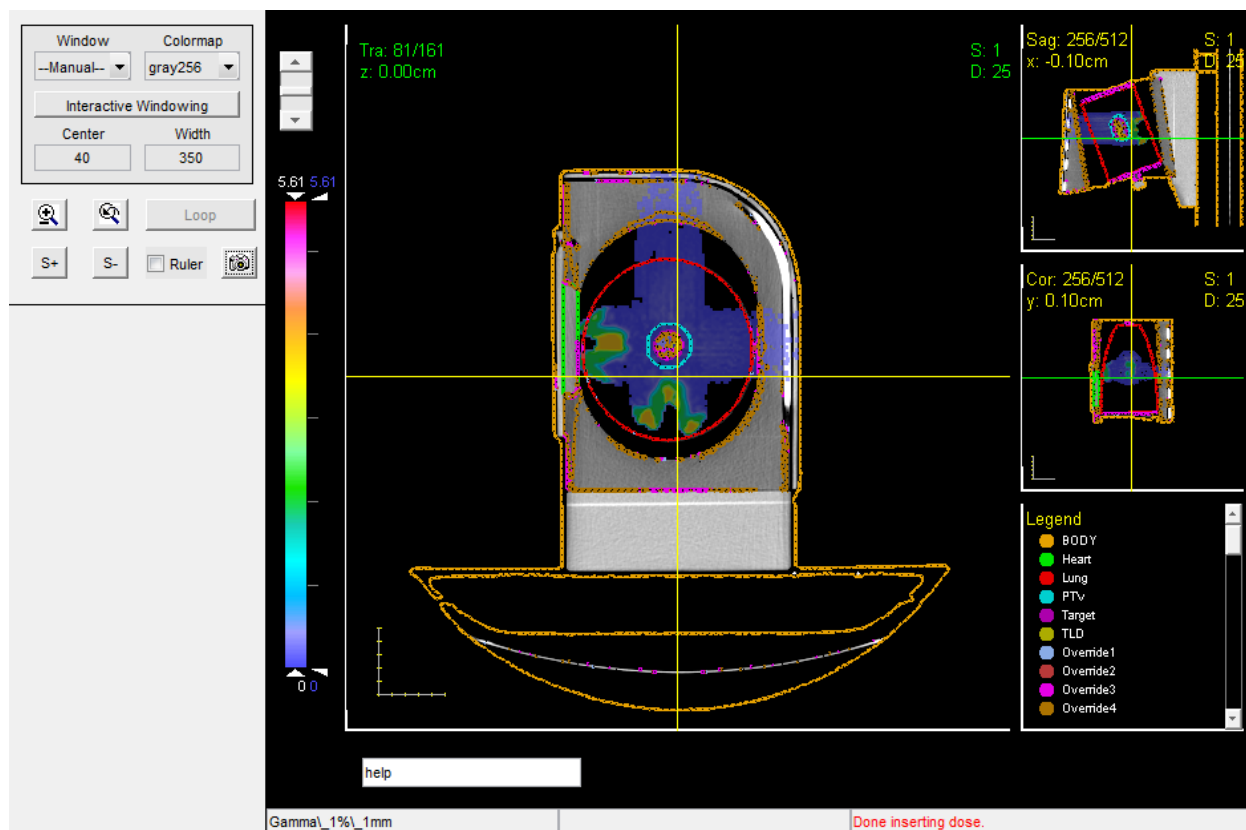 Window Colormap
--Manual-- gray256
Interactive Windowing
Center Width
40 350
Loop
S+ S- Ruler
5.61 5.61
0 0
Tra: 81/161 S: 1
z: 0.00cm D: 25
Sag: 256/512 S: 1
x: -0.10cm D: 25
Cor: 256/512 S: 1
y: 0.10cm D: 25
Legend
BODY
Heart
Lung
PTv
Target
TLD
Override1
Override2
Override3
Override4
help
Gamma\_1%\_1mm Done inserting dose.